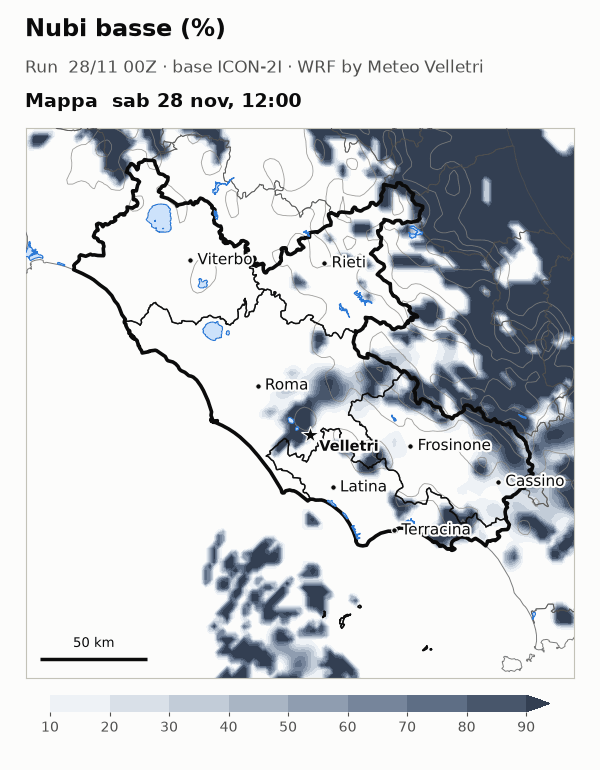 Nubi basse (%)
Run 28/11 00Z · base ICON-2I · WRF by Meteo Velletri
Mappa sab 28 nov, 12:00
Viterbo
Rieti
Roma
Velletri
Frosinone
Cassino
Latina
Terracina
50 km
10 20 30 40 50 60 70 80 90